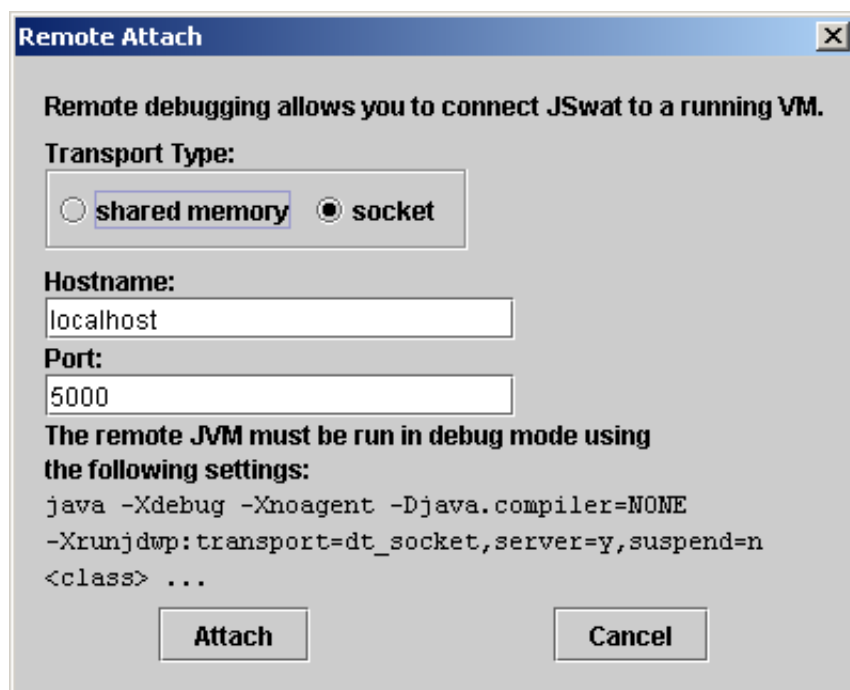 Remote Attach
Remote debugging allows you to connect JSwat to a running VM.
Transport Type:
shared memory socket
Hostname:
localhost
Port:
5000
The remote JVM must be run in debug mode using
the following settings:
java -Xdebug -Xnoagent -Djava.compiler=NONE
-Xrunjdwp:transport=dt_socket,server=y,suspend=n
<class> ...
Attach Cancel